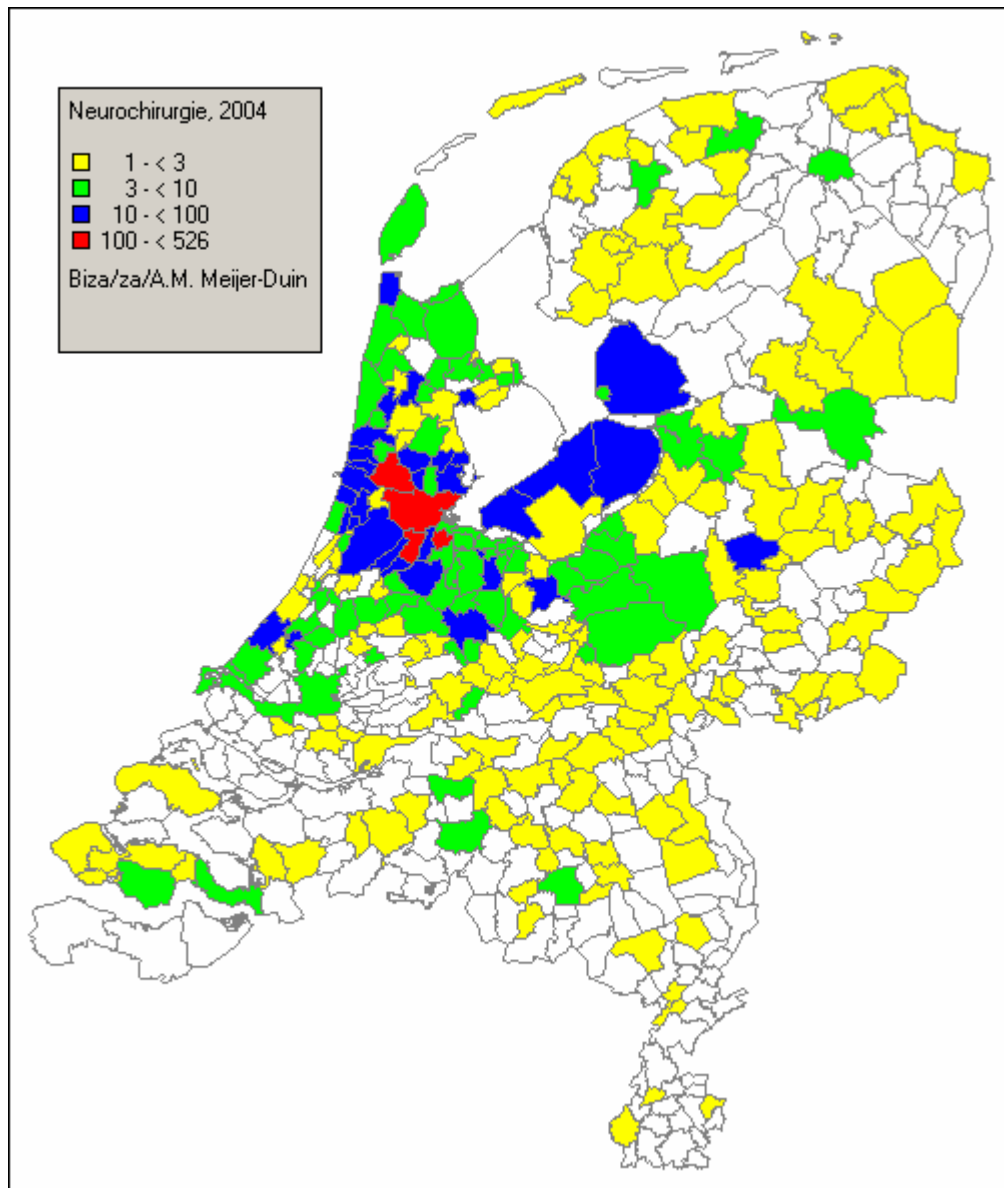 Neurochirurgie, 2004
1 - < 3
3 - < 10
10 - < 100
100 - < 526
Biza/za/A.M. Meijer-Duin